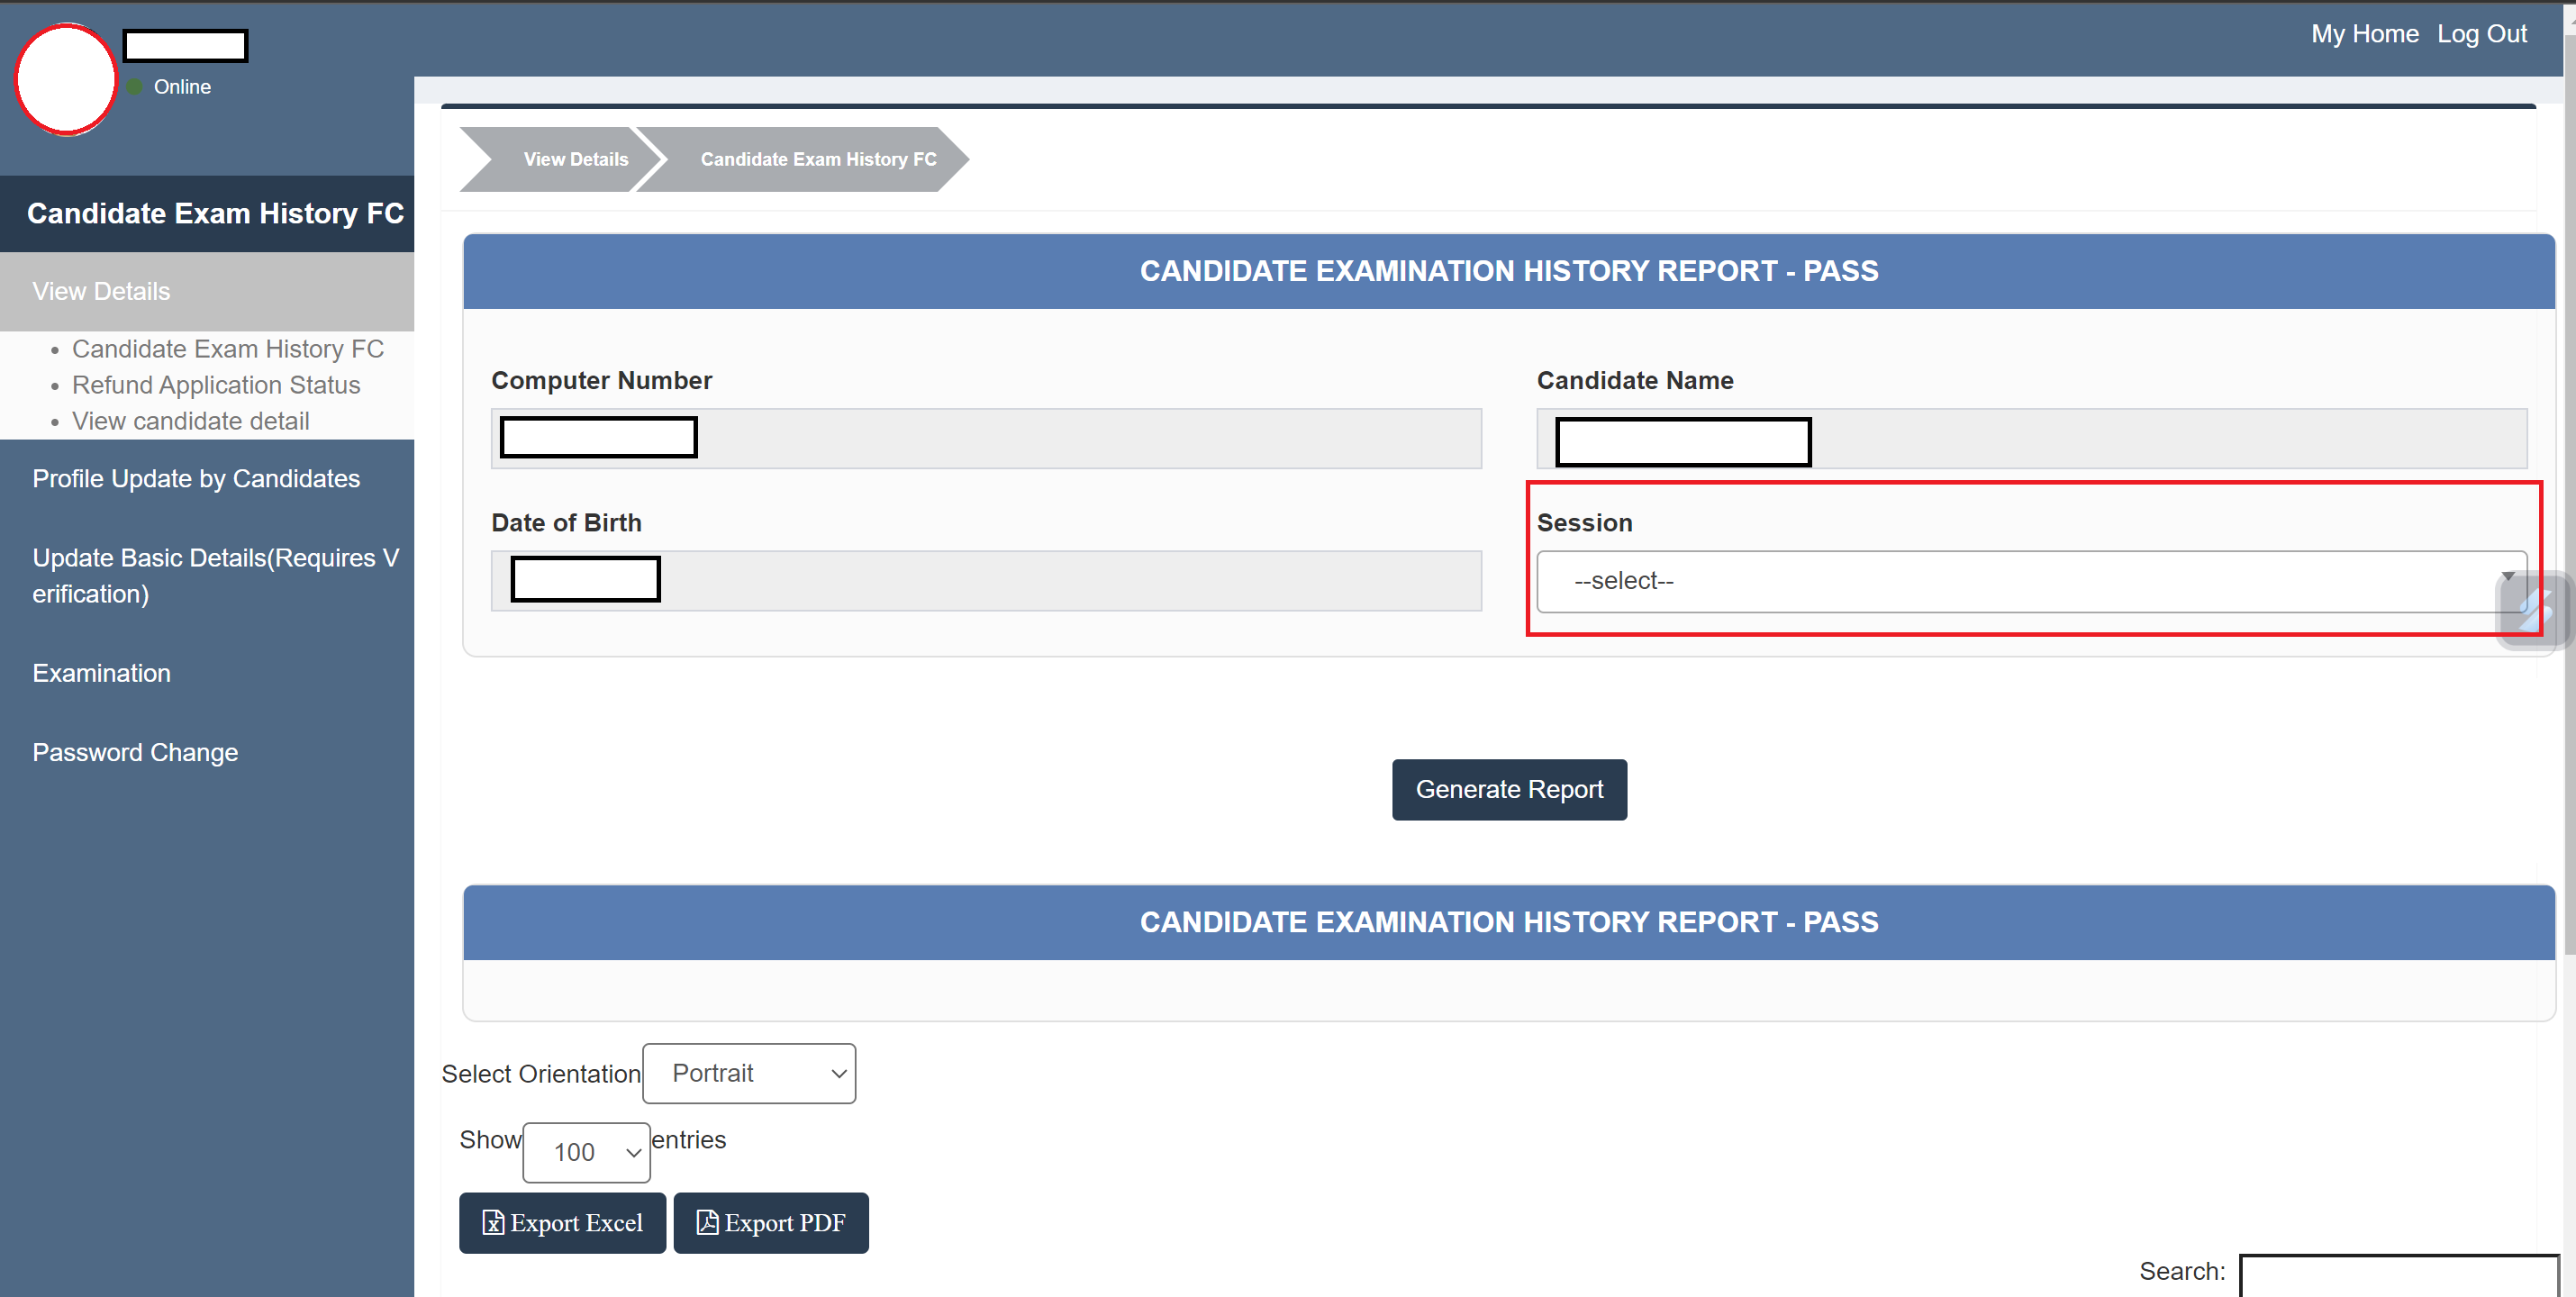 My Home Log Out
Online
Candidate Exam History FC
View Details
Candidate Exam History FC
Refund Application Status
View candidate detail
Profile Update by Candidates
Update Basic Details(Requires V
erification)
Examination
Password Change
View Details
Candidate Exam History FC
CANDIDATE EXAMINATION HISTORY REPORT - PASS
Computer Number
Candidate Name
Date of Birth
Session
--select--
Generate Report
CANDIDATE EXAMINATION HISTORY REPORT - PASS
Select Orientation Portrait
Show 100 entries
Export Excel Export PDF
Search: